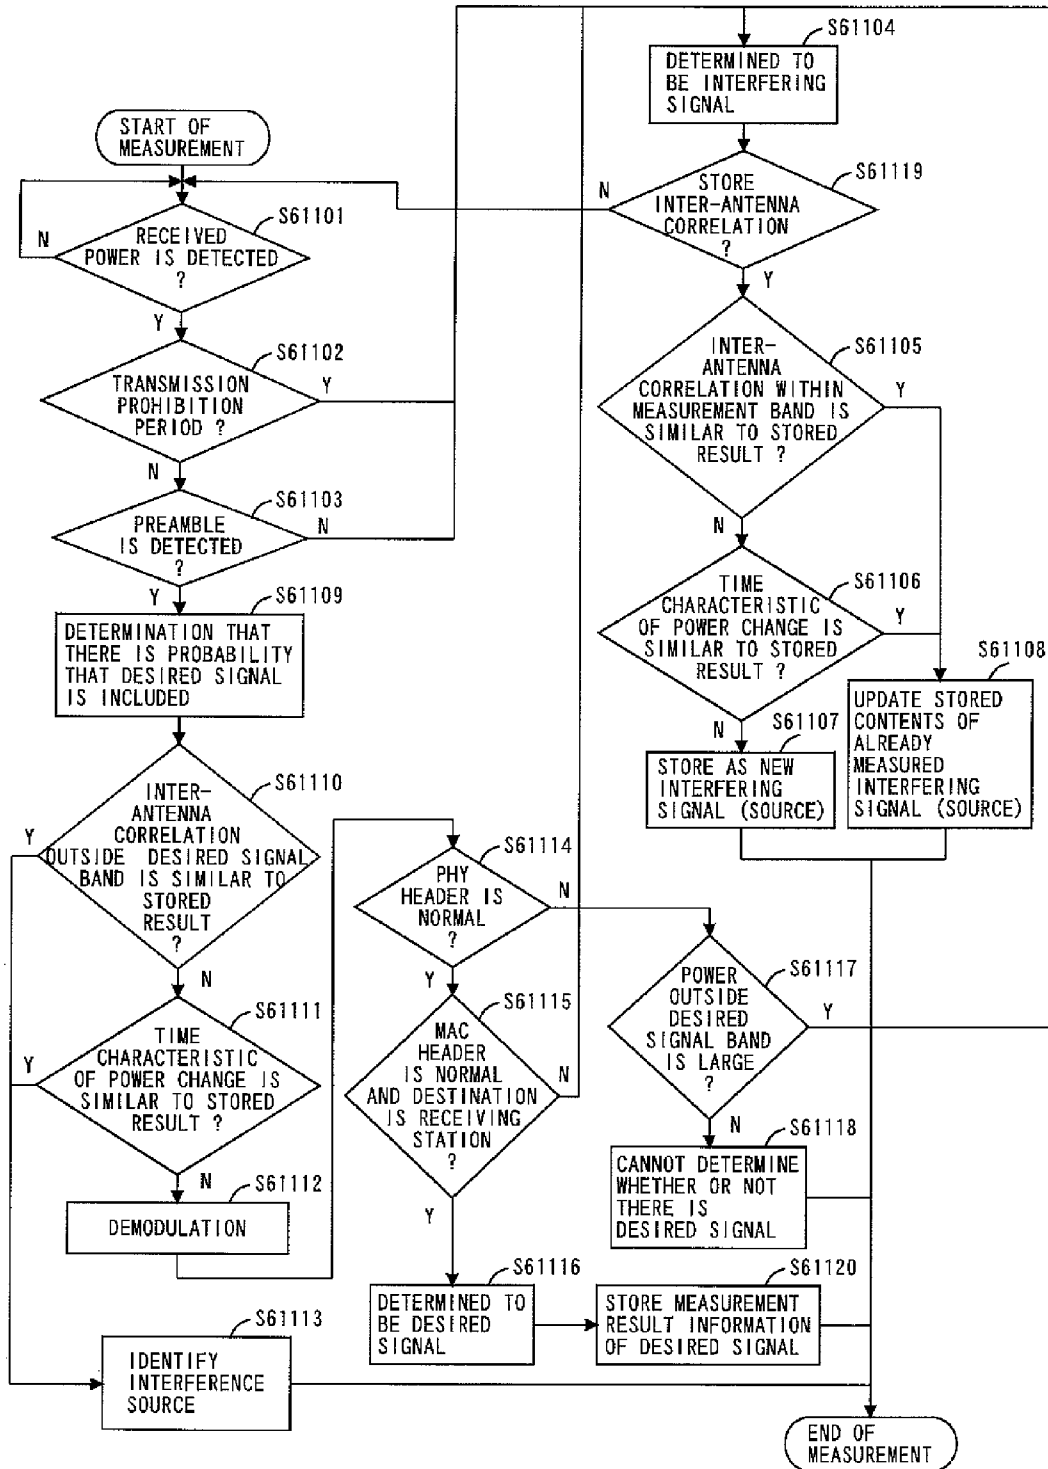 START OF
MEASUREMENT
S61101
RECEIVED
POWER IS DETECTED
?
N
Y
S61102
TRANSMISSION
PROHIBITION
PERIOD ?
Y
N
S61103
PREAMBLE
IS DETECTED
?
N
Y
S61109
DETERMINATION THAT
THERE IS PROBABILITY
THAT DESIRED SIGNAL
IS INCLUDED
S61110
INTER-
ANTENNA
CORRELATION
OUTSIDE DESIRED SIGNAL
BAND IS SIMILAR TO
STORED
RESULT
?
Y
N
S61111
TIME
CHARACTERISTIC
OF POWER CHANGE IS
SIMILAR TO STORED
RESULT ?
Y
N
S61112
DEMODULATION
S61113
IDENTIFY
INTERFERENCE
SOURCE
S61114
PHY
HEADER IS
NORMAL
?
N
Y
S61115
MAC
HEADER
IS NORMAL
AND DESTINATION
IS RECEIVING
STATION
?
N
Y
S61116
DETERMINED TO
BE DESIRED
SIGNAL
S61104
DETERMINED TO
BE INTERFERING
SIGNAL
S61119
STORE
INTER-ANTENNA
CORRELATION
?
N
Y
S61105
INTER-
ANTENNA
CORRELATION WITHIN
MEASUREMENT BAND IS
SIMILAR TO STORED
RESULT ?
Y
N
S61106
TIME
CHARACTERISTIC
OF POWER CHANGE IS
SIMILAR TO STORED
RESULT ?
Y
N
S61107
STORE AS NEW
INTERFERING
SIGNAL (SOURCE)
S61108
UPDATE STORED
CONTENTS OF
ALREADY
MEASURED
INTERFERING
SIGNAL (SOURCE)
S61117
POWER
OUTSIDE
DESIRED
SIGNAL BAND
IS LARGE
?
Y
N
S61118
CANNOT DETERMINE
WHETHER OR NOT
THERE IS
DESIRED SIGNAL
S61120
STORE MEASUREMENT
RESULT INFORMATION
OF DESIRED SIGNAL
END OF
MEASUREMENT